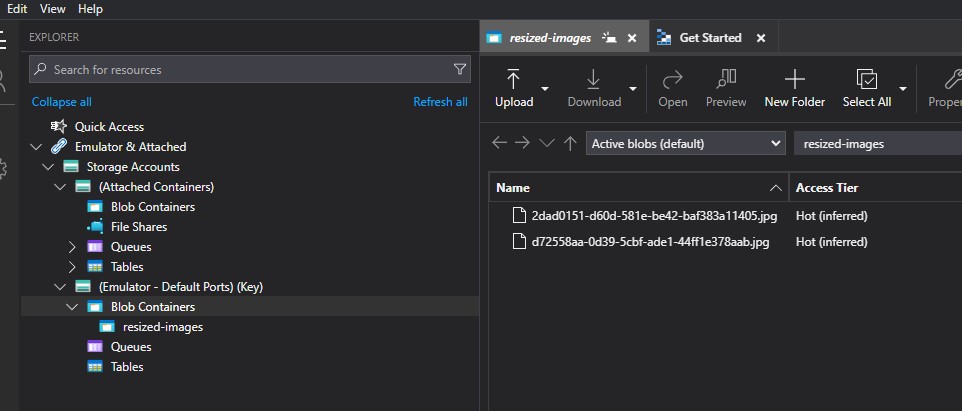 Edit View Help
EXPLORER
Search for resources
Collapse all Refresh all
Quick Access
Emulator & Attached
Storage Accounts
(Attached Containers)
Blob Containers
File Shares
Queues
Tables
(Emulator - Default Ports) (Key)
Blob Containers
resized-images
Queues
Tables
resized-images Get Started
Upload Download Open Preview New Folder Select All
Active blobs (default) resized-images
Name Access Tier
2dad0151-d60d-581e-be42-baf383a11405.jpg Hot (inferred)
d72558aa-0d39-5cbf-ade1-44ff1e378aab.jpg Hot (inferred)